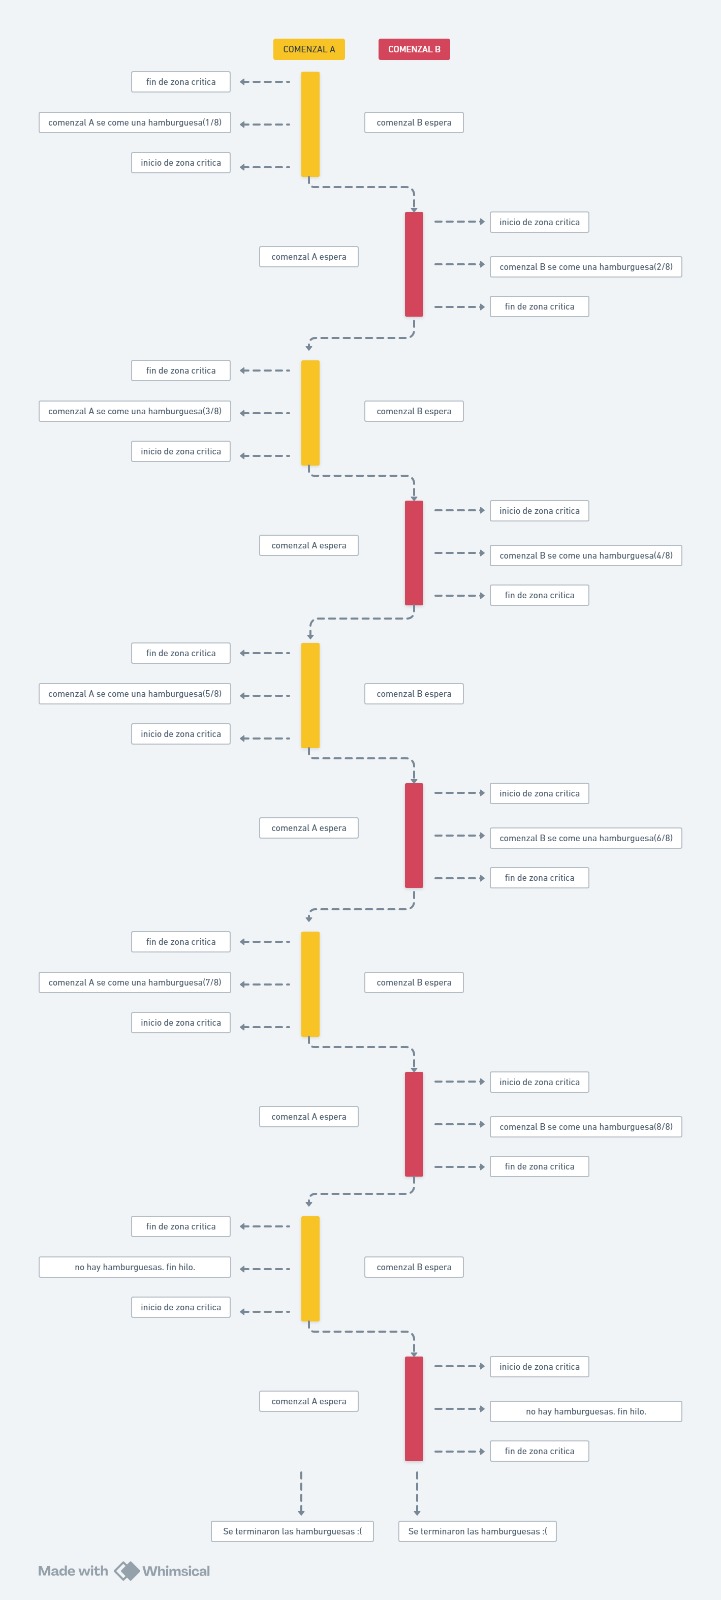 COMENZAL A
COMENZAL B
fin de zona critica
comenzal A se come una hamburguesa(1/8)
comenzal B espera
inicio de zona critica
inicio de zona critica
comenzal A espera
comenzal B se come una hamburguesa(2/8)
fin de zona critica
fin de zona critica
comenzal A se come una hamburguesa(3/8)
comenzal B espera
inicio de zona critica
inicio de zona critica
comenzal A espera
comenzal B se come una hamburguesa(4/8)
fin de zona critica
fin de zona critica
comenzal A se come una hamburguesa(5/8)
comenzal B espera
inicio de zona critica
inicio de zona critica
comenzal A espera
comenzal B se come una hamburguesa(6/8)
fin de zona critica
fin de zona critica
comenzal A se come una hamburguesa(7/8)
comenzal B espera
inicio de zona critica
inicio de zona critica
comenzal A espera
comenzal B se come una hamburguesa(8/8)
fin de zona critica
fin de zona critica
no hay hamburguesas. fin hilo.
comenzal B espera
inicio de zona critica
inicio de zona critica
comenzal A espera
no hay hamburguesas. fin hilo.
fin de zona critica
Se terminaron las hamburguesas :(
Se terminaron las hamburguesas :(
Made with Whimsical